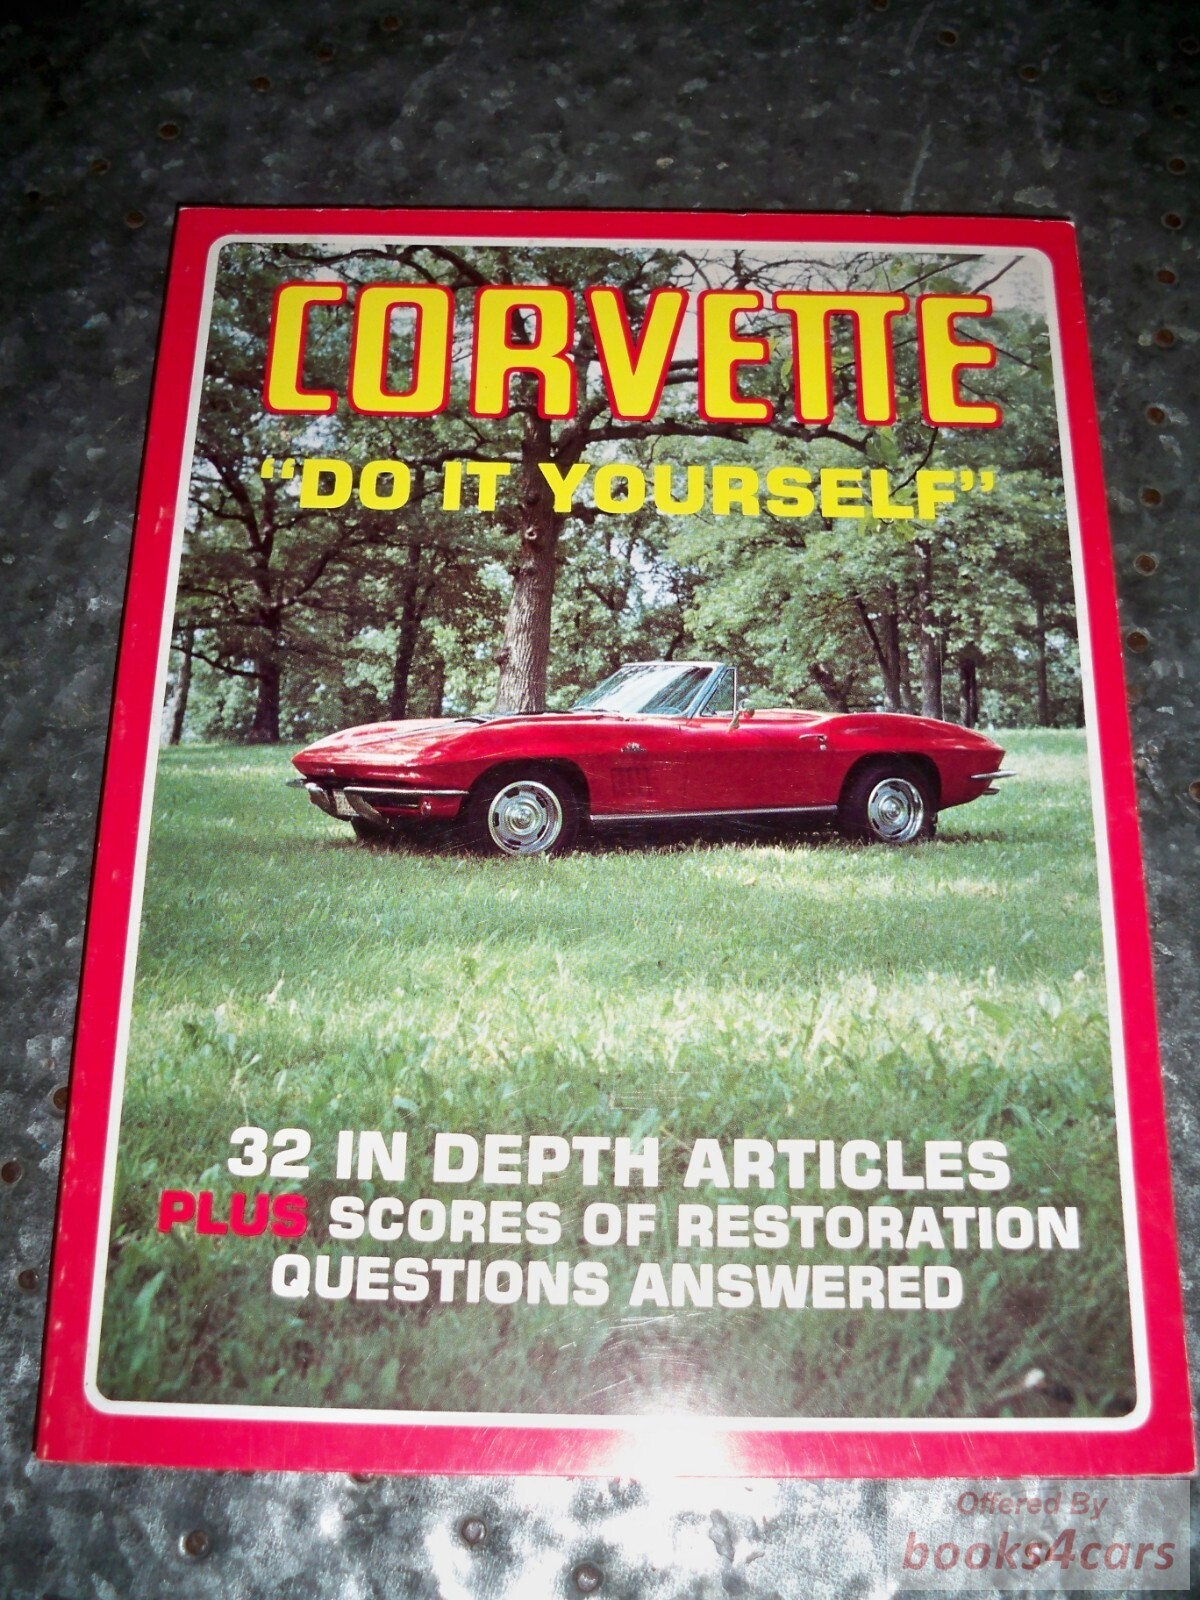 CORVETTE
"DO IT YOURSELF"
32 IN DEPTH ARTICLES
PLUS SCORES OF RESTORATION
QUESTIONS ANSWERED
Offered By
books4cars